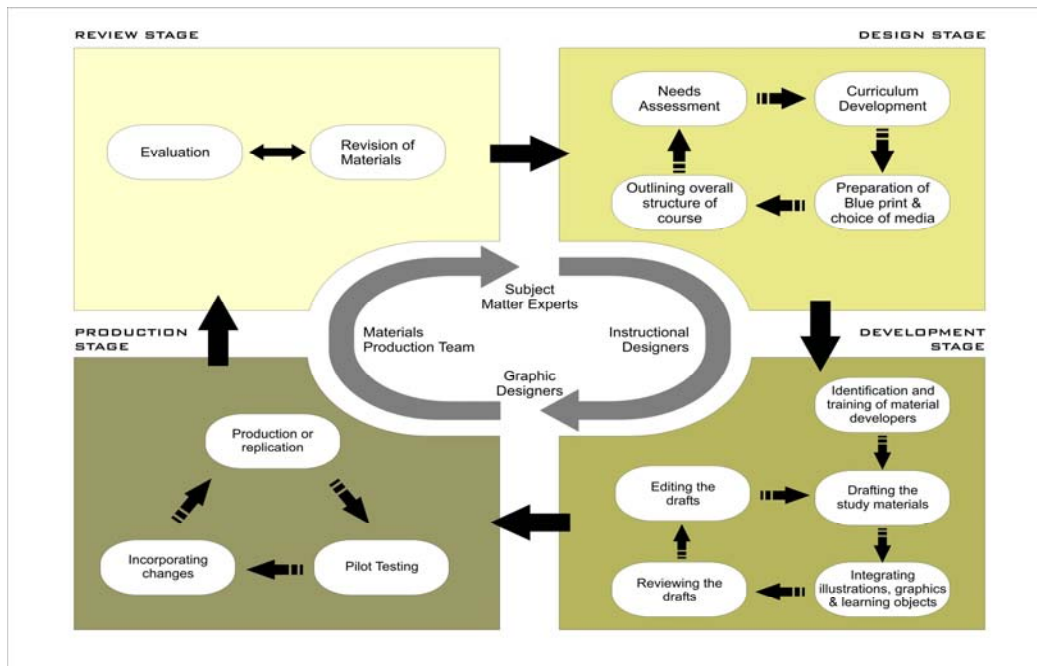 REVIEW STAGE
Evaluation
Revision of
Materials
DESIGN STAGE
Needs
Assessment
Curriculum
Development
Outlining overall
structure of
course
Preparation of
Blue print &
choice of media
Subject
Matter Experts
Materials
Production Team
Instructional
Designers
Graphic
Designers
PRODUCTION
STAGE
Production or
replication
Incorporating
changes
Pilot Testing
DEVELOPMENT
STAGE
Identification and
training of material
developers
Editing the
drafts
Drafting the
study materials
Reviewing the
drafts
Integrating
illustrations, graphics
& learning objects